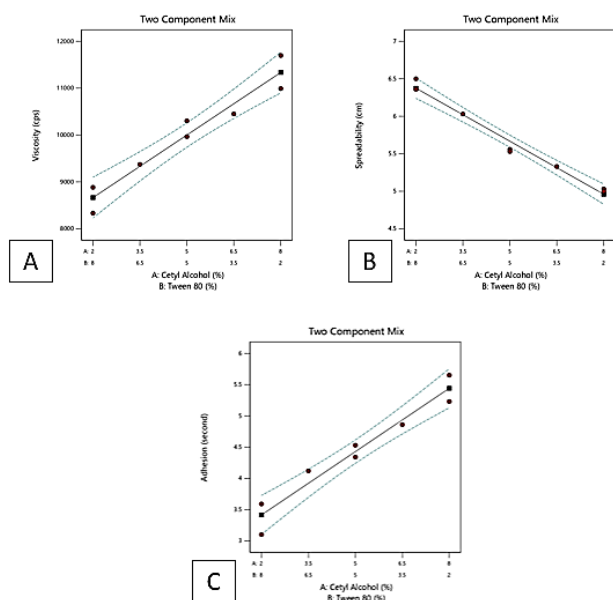 Two Component Mix
12000
11000
10000
9000
8000
Viscosity (cps)
A: 2 3.5 5 6.5 8
B: 8 6.5 5 3.5 2
A: Cetyl Alcohol (%)
B: Tween 80 (%)
A
Two Component Mix
7
6.5
6
5.5
5
4.5
Spreadability (cm)
A: 2 3.5 5 6.5 8
B: 8 6.5 5 3.5 2
A: Cetyl Alcohol (%)
B: Tween 80 (%)
B
Two Component Mix
6
5.5
5
4.5
4
3.5
3
Adhesion (second)
A: 2 3.5 5 6.5 8
B: 8 6.5 5 3.5 2
A: Cetyl Alcohol (%)
B: Tween 80 (%)
C